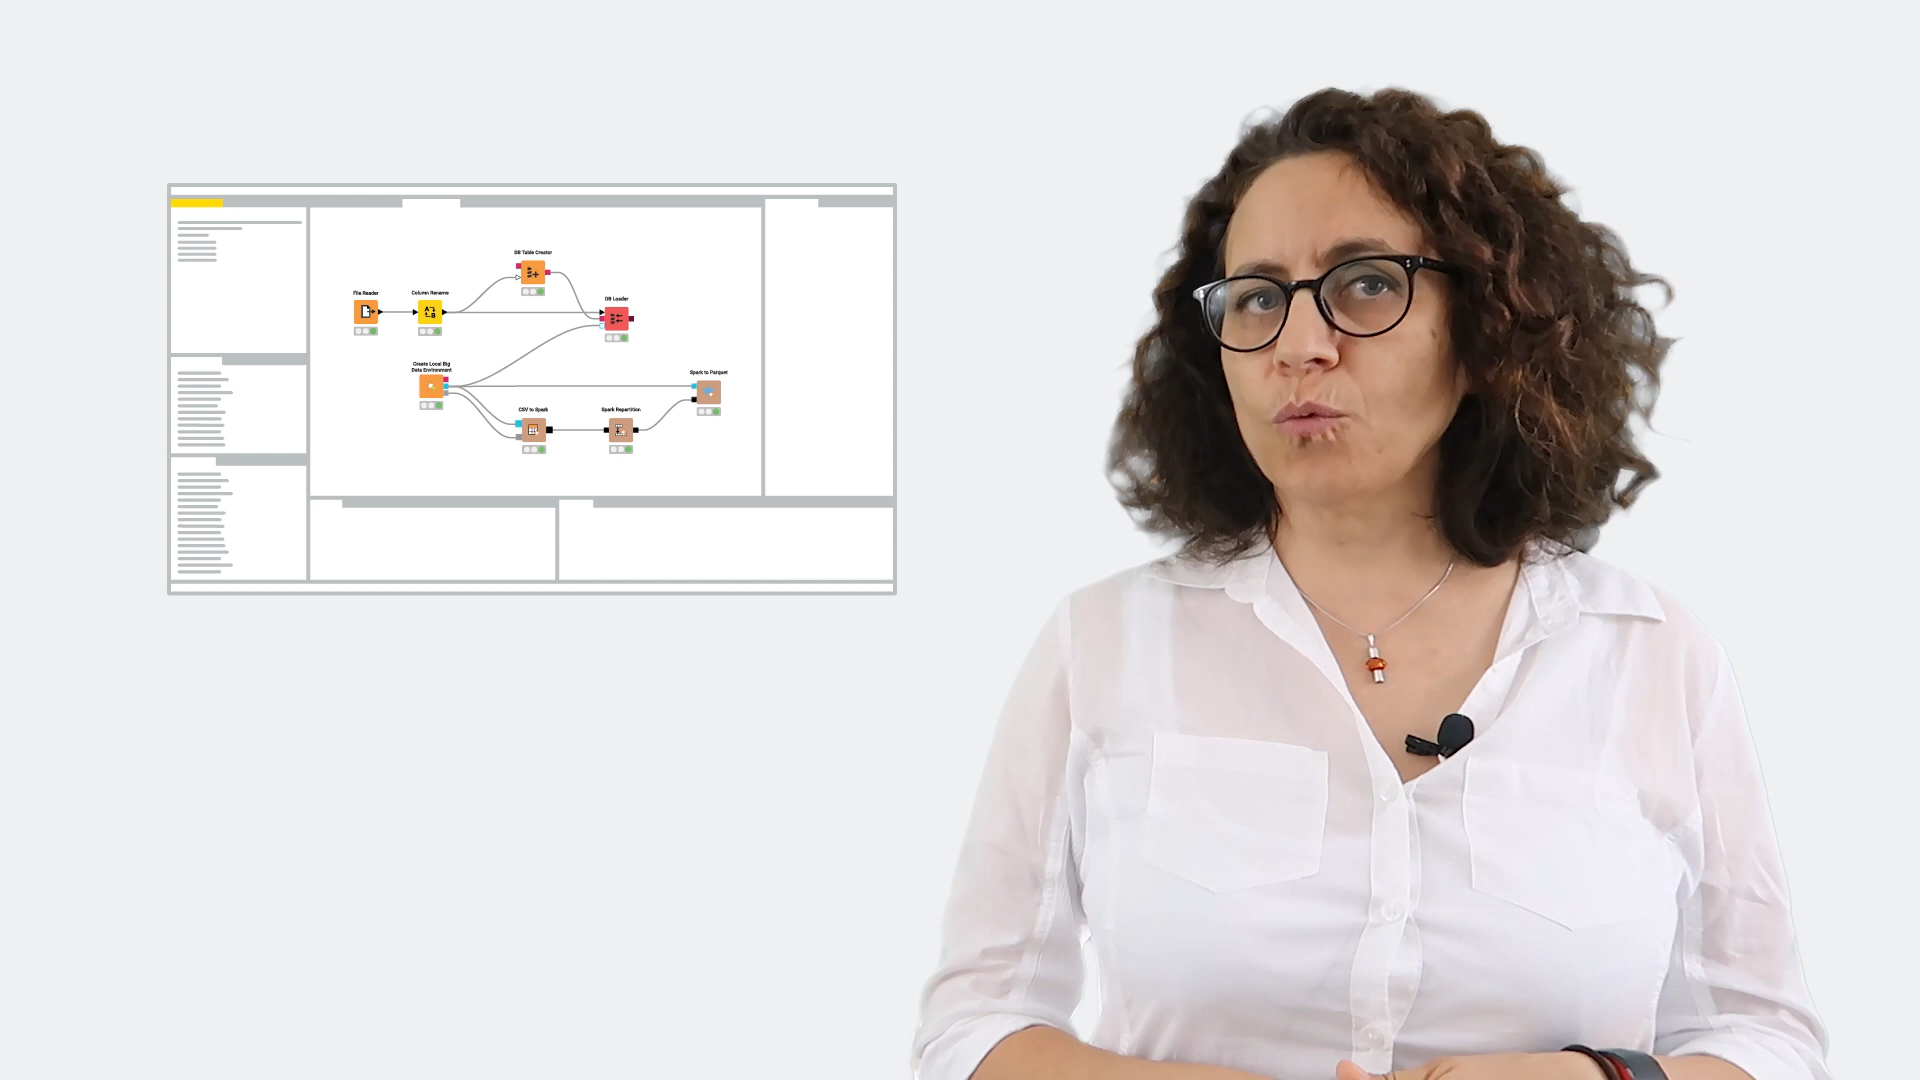 DB Table Creator
File Reader
Column Rename
DB Loader
Create Local Big
Data Environment
Spark to Parquet
CSV to Spark
Spark Repartition